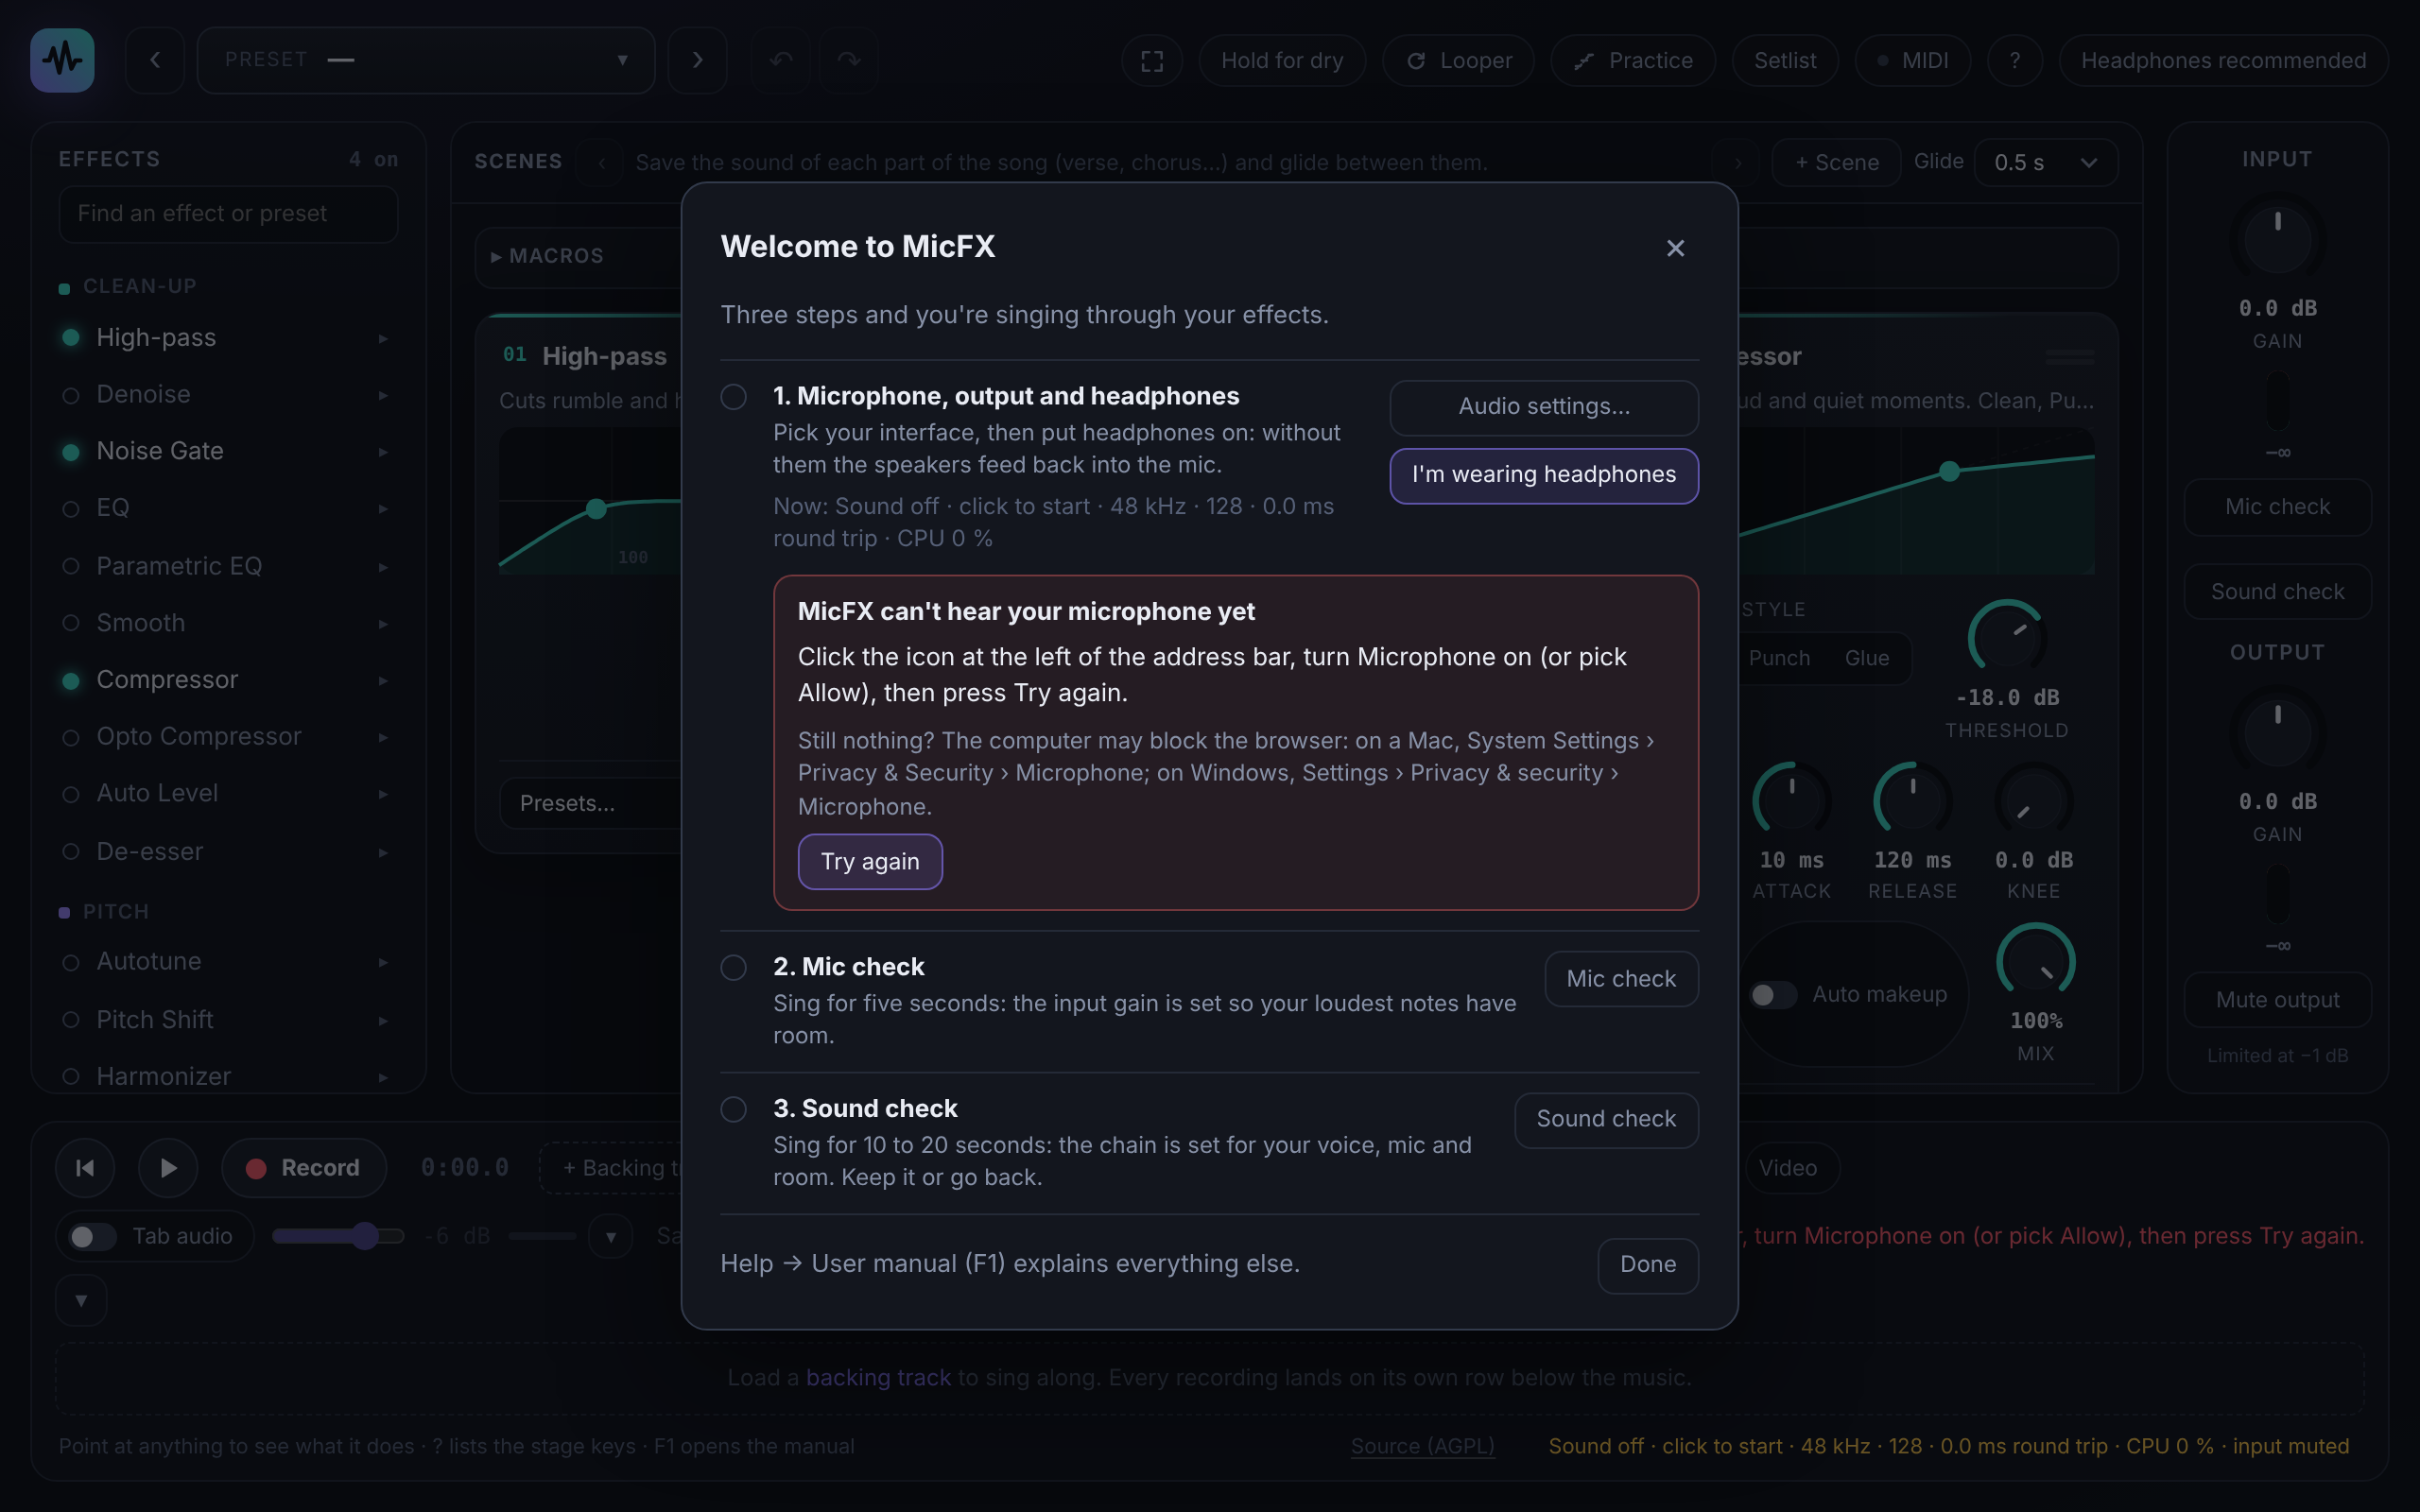 PRESET —
Hold for dry
Looper
Practice
Setlist
MIDI
?
Headphones recommended
EFFECTS 4 on
Find an effect or preset
CLEAN-UP
High-pass
Denoise
Noise Gate
EQ
Parametric EQ
Smooth
Compressor
Opto Compressor
Auto Level
De-esser
PITCH
Autotune
Pitch Shift
Harmonizer
SCENES
Save the sound of each part of the song (verse, chorus...) and glide between them.
+ Scene
Glide
0.5 s
MACROS
01 High-pass
Cuts rumble and h
100
Presets...
Welcome to MicFX
Three steps and you're singing through your effects.
1. Microphone, output and headphones
Pick your interface, then put headphones on: without
them the speakers feed back into the mic.
Now: Sound off · click to start · 48 kHz · 128 · 0.0 ms
round trip · CPU 0 %
Audio settings...
I'm wearing headphones
MicFX can't hear your microphone yet
Click the icon at the left of the address bar, turn Microphone on (or pick
Allow), then press Try again.
Still nothing? The computer may block the browser: on a Mac, System Settings ›
Privacy & Security › Microphone; on Windows, Settings › Privacy & security ›
Microphone.
Try again
2. Mic check
Sing for five seconds: the input gain is set so your loudest notes have
room.
Mic check
3. Sound check
Sing for 10 to 20 seconds: the chain is set for your voice, mic and
room. Keep it or go back.
Sound check
Help → User manual (F1) explains everything else.
Done
essor
ud and quiet moments. Clean, Pu...
STYLE
Punch
Glue
-18.0 dB
THRESHOLD
10 ms
ATTACK
120 ms
RELEASE
0.0 dB
KNEE
Auto makeup
100%
MIX
INPUT
0.0 dB
GAIN
−∞
Mic check
Sound check
OUTPUT
0.0 dB
GAIN
−∞
Mute output
Limited at −1 dB
Record
0:00.0
+ Backing t
Video
Tab audio
-6 dB
Sa
, turn Microphone on (or pick Allow), then press Try again.
Load a backing track to sing along. Every recording lands on its own row below the music.
Point at anything to see what it does · ? lists the stage keys · F1 opens the manual
Source (AGPL)
Sound off · click to start · 48 kHz · 128 · 0.0 ms round trip · CPU 0 % · input muted